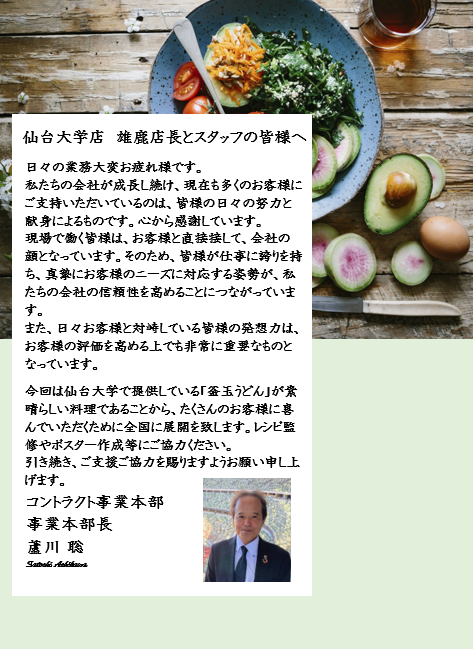 仙台大学店　雄鹿店長とスタッフの皆様へ
日々の業務大変お疲れ様です。
私たちの会社が成長し続け、現在も多くのお客様に
ご支持いただいているのは、皆様の日々の努力と
献身によるものです。心から感謝しています。
現場で働く皆様は、お客様と直接接して、会社の
顔となっています。そのため、皆様が仕事に誇りを持
ち、真摯にお客様のニーズに対応する姿勢が、私
たちの会社の信頼性を高めることにつながっていま
す。
また、日々お客様と対峙している皆様の発想力は、
お客様の評価を高める上でも非常に重要なものと
なっています。
今回は仙台大学で提供している「釜玉うどん」が素
晴らしい料理であることから、たくさんのお客様に喜
んでいただくために全国に展開を致します。レシピ監
修やポスター作成等にご協力ください。
引き続き、ご支援ご協力を賜りますようお願い申し上
げます。
コントラクト事業本部
事業本部長
蘆川 聡
Satoshi Ashikawa